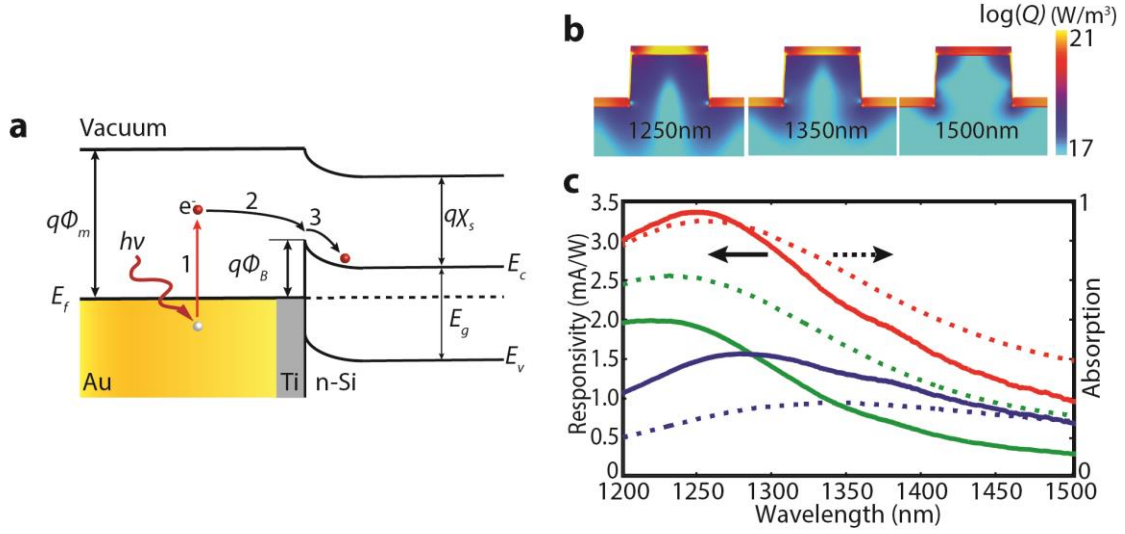 a
Vacuum
qΦm
e-
2
3
hν
1
qΦB
qχs
Ec
Ef
Eg
Ev
Au
Ti
n-Si
b
log(Q) (W/m³)
21
17
1250nm
1350nm
1500nm
c
Responsivity (mA/W)
3.5
3.0
2.5
2.0
1.5
1.0
0.5
0
1
0
Absorption
1200
1250
1300
1350
1400
1450
1500
Wavelength (nm)